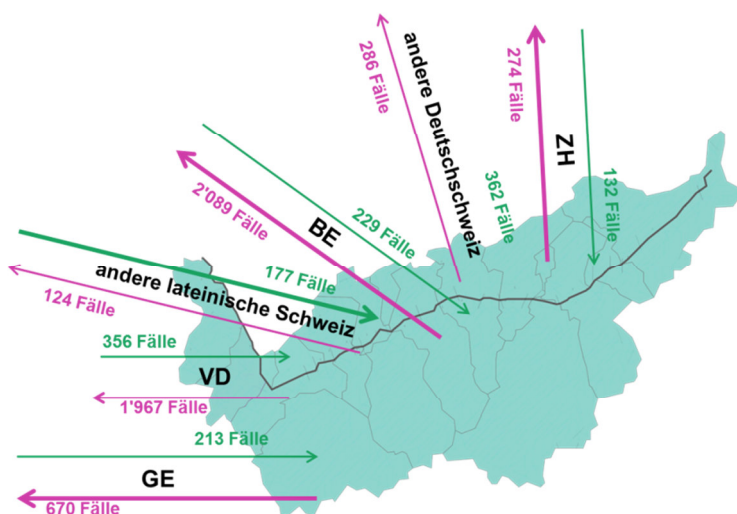 286 Fälle
andere Deutschschweiz
362 Fälle
274 Fälle
ZH
132 Fälle
2'089 Fälle
BE
229 Fälle
177 Fälle
andere lateinische Schweiz
124 Fälle
356 Fälle
VD
1'967 Fälle
213 Fälle
GE
670 Fälle